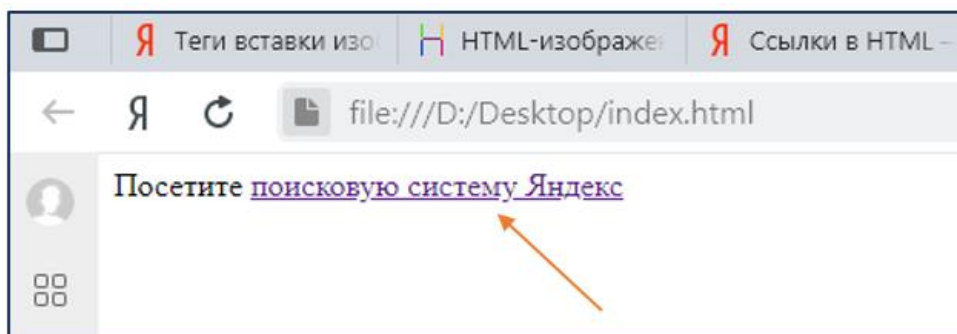 Я Теги вставки изо HTML-изображе Я Ссылки в HTML –
Я file:///D:/Desktop/index.html
Посетите поисковую систему Яндекс